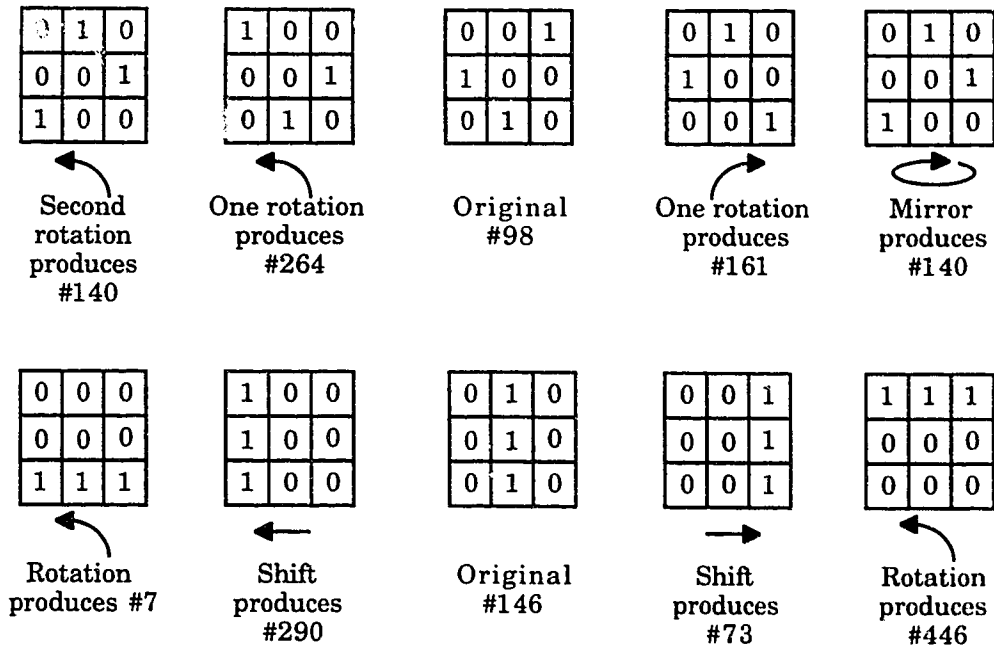 0 1 0
0 0 1
1 0 0
Second
rotation
produces
#140
1 0 0
0 0 1
0 1 0
One rotation
produces
#264
0 0 1
1 0 0
0 1 0
Original
#98
0 1 0
1 0 0
0 0 1
One rotation
produces
#161
0 1 0
0 0 1
1 0 0
Mirror
produces
#140
0 0 0
0 0 0
1 1 1
Rotation
produces #7
1 0 0
1 0 0
1 0 0
Shift
produces
#290
0 1 0
0 1 0
0 1 0
Original
#146
0 0 1
0 0 1
0 0 1
Shift
produces
#73
1 1 1
0 0 0
0 0 0
Rotation
produces
#446